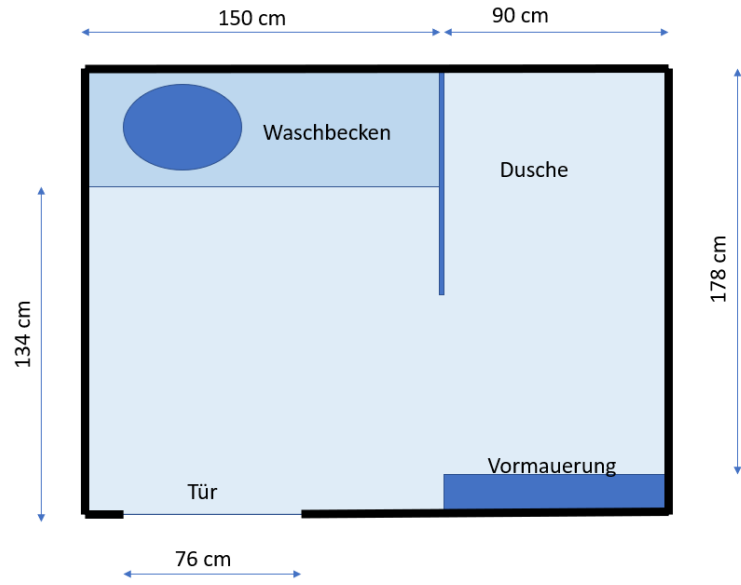 150 cm
90 cm
Waschbecken
Dusche
178 cm
134 cm
Vormauerung
Tür
76 cm